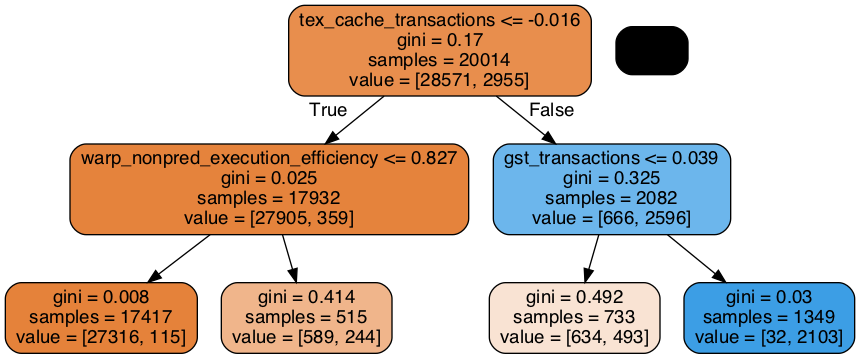 tex_cache_transactions <= -0.016
gini = 0.17
samples = 20014
value = [28571, 2955]
True
False
warp_nonpred_execution_efficiency <= 0.827
gini = 0.025
samples = 17932
value = [27905, 359]
gst_transactions <= 0.039
gini = 0.325
samples = 2082
value = [666, 2596]
gini = 0.008
samples = 17417
value = [27316, 115]
gini = 0.414
samples = 515
value = [589, 244]
gini = 0.492
samples = 733
value = [634, 493]
gini = 0.03
samples = 1349
value = [32, 2103]